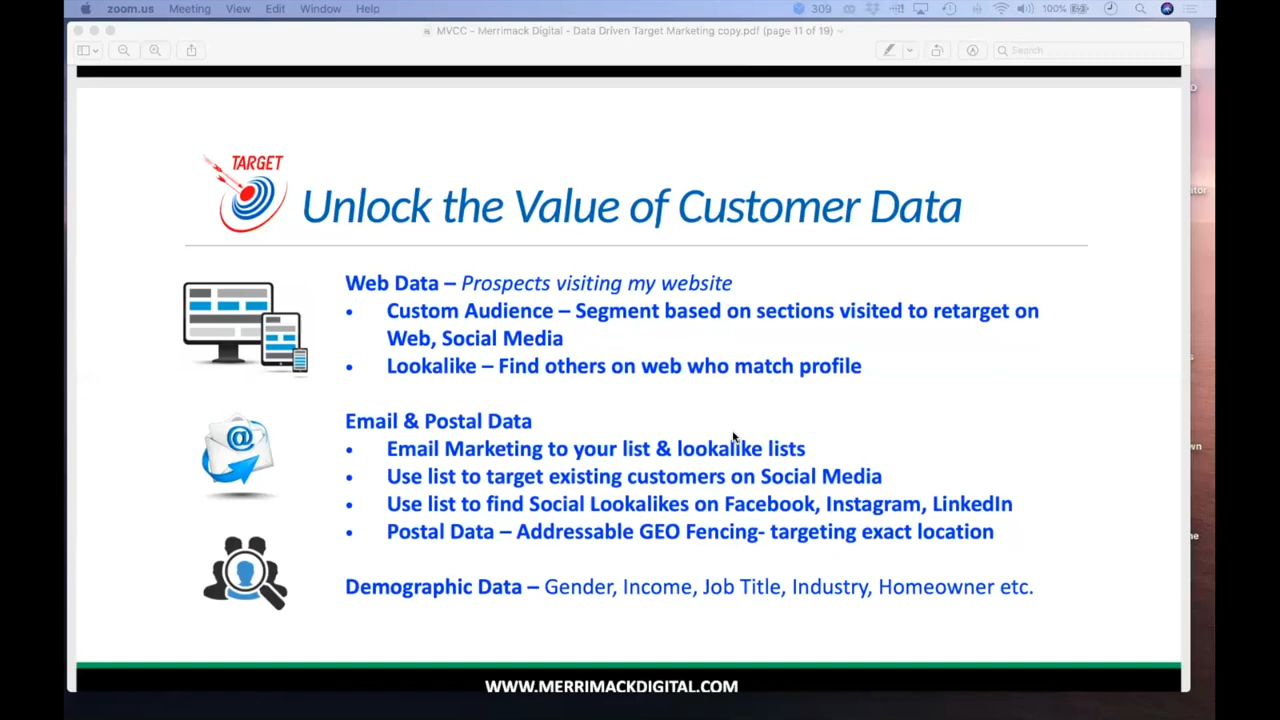 zoom.us Meeting View Edit Window Help 309 100%
MVCC – Merrimack Digital - Data Driven Target Marketing copy.pdf (page 11 of 19)
Search
TARGET
Unlock the Value of Customer Data
Web Data – Prospects visiting my website
• Custom Audience – Segment based on sections visited to retarget on
Web, Social Media
• Lookalike – Find others on web who match profile
Email & Postal Data
• Email Marketing to your list & lookalike lists
• Use list to target existing customers on Social Media
• Use list to find Social Lookalikes on Facebook, Instagram, LinkedIn
• Postal Data – Addressable GEO Fencing- targeting exact location
Demographic Data – Gender, Income, Job Title, Industry, Homeowner etc.
WWW.MERRIMACKDIGITAL.COM